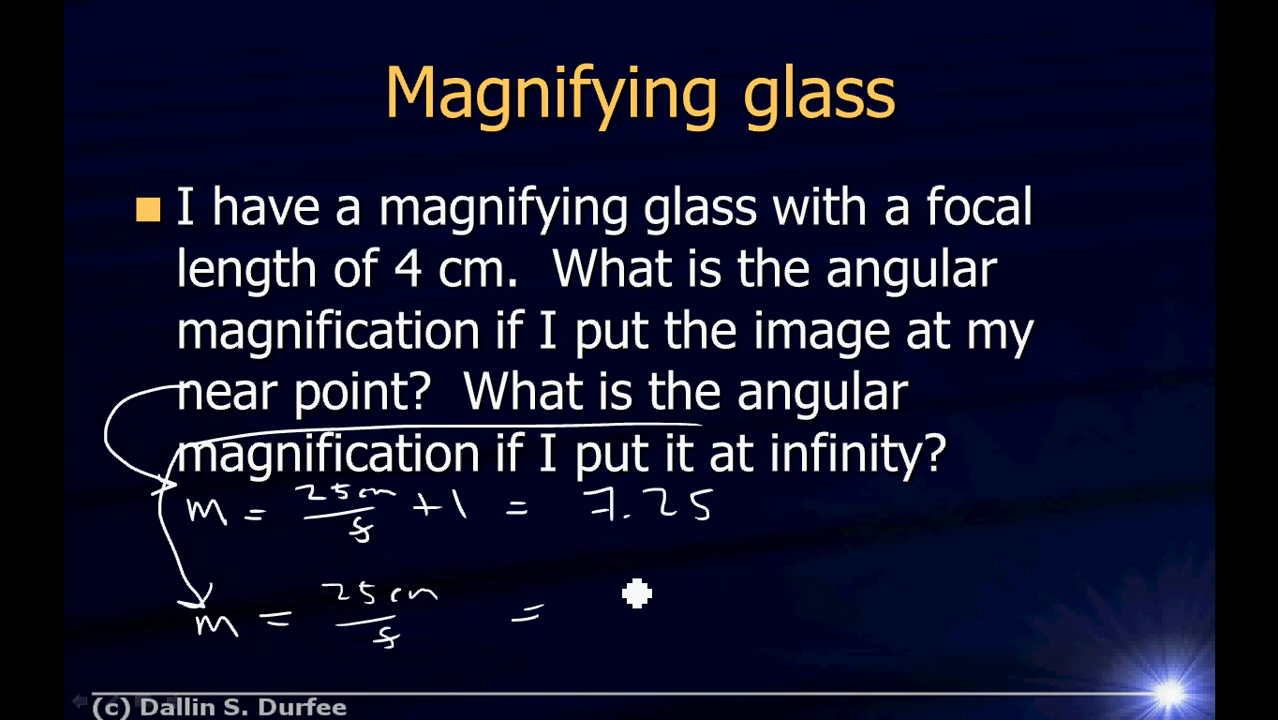 Magnifying glass
I have a magnifying glass with a focal
length of 4 cm. What is the angular
magnification if I put the image at my
near point? What is the angular
magnification if I put it at infinity?
m = 25cm/f + 1 = 7.25
m = 25cm/f =
(c) Dallin S. Durfee